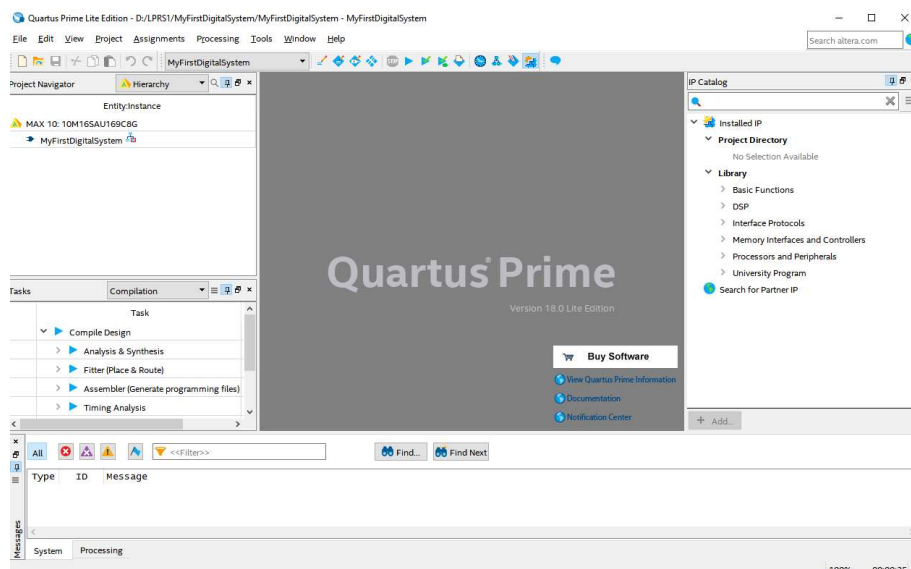 Quartus Prime Lite Edition - D:/LPRS1/MyFirstDigitalSystem/MyFirstDigitalSystem - MyFirstDigitalSystem
File Edit View Project Assignments Processing Tools Window Help
Search altera.com
MyFirstDigitalSystem
Project Navigator
Hierarchy
Entity:Instance
MAX 10: 10M16SAU169C8G
MyFirstDigitalSystem
Tasks
Compilation
Task
Compile Design
Analysis & Synthesis
Fitter (Place & Route)
Assembler (Generate programming files)
Timing Analysis
Quartus Prime
Version 18.0 Lite Edition
Buy Software
View Quartus Prime Information
Documentation
Notification Center
IP Catalog
Installed IP
Project Directory
No Selection Available
Library
Basic Functions
DSP
Interface Protocols
Memory Interfaces and Controllers
Processors and Peripherals
University Program
Search for Partner IP
+ Add...
All
<<Filter>>
Find...
Find Next
Type ID Message
Messages
System Processing
100% 00:00:35